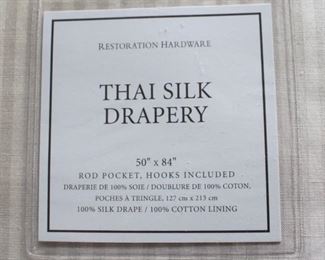 RESTORATION HARDWARE
THAI SILK
DRAPERY
50" x 84"
ROD POCKET, HOOKS INCLUDED
DRAPERIE DE 100% SOIE / DOUBLURE DE 100% COTON,
POCHES À TRINGLE, 127 cm x 213 cm
100% SILK DRAPE / 100% COTTON LINING